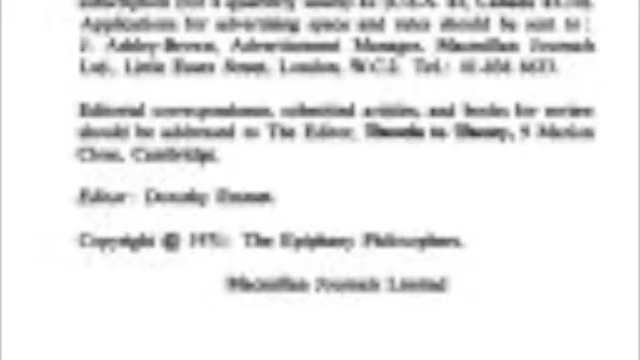 Applications for advertising space and rates should be sent to:
J. Ashley-Brown, Advertisement Manager, Macmillan Journals
Ltd., Little Essex Street, London, W.C.2. Tel.:
Editorial correspondence, submitted articles, and books for review
should be addressed to The Editor, Theoria to Theory, 9 Marion
Close, Cambridge.
Editor: Dorothy Emmet
Copyright © The Epiphany Philosophers.
Macmillan Journals Limited